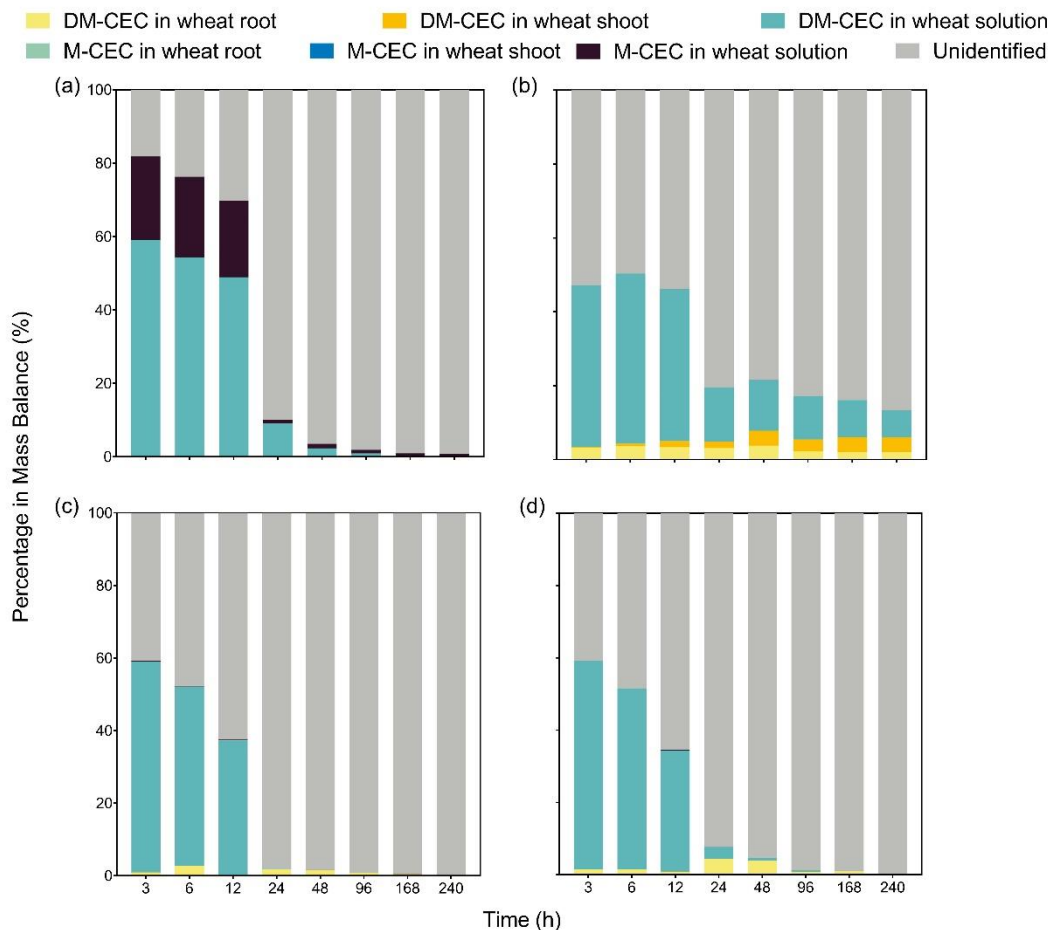 DM-CEC in wheat root DM-CEC in wheat shoot DM-CEC in wheat solution
M-CEC in wheat root M-CEC in wheat shoot M-CEC in wheat solution Unidentified
(a) (b)
100
80
60
40
20
0
(c) (d)
100
80
60
40
20
0
Percentage in Mass Balance (%)
3 6 12 24 48 96 168 240 3 6 12 24 48 96 168 240
Time (h)